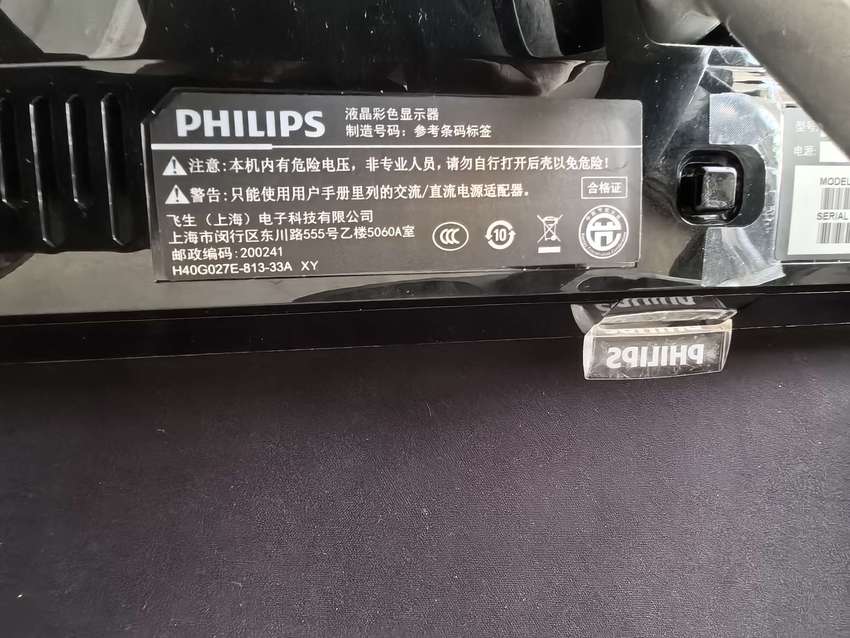 PHILIPS
液晶彩色显示器
制造号码：参考条码标签
注意：本机内有危险电压，非专业人员，请勿自行打开后壳以免危险！
警告：只能使用用户手册里列的交流/直流电源适配器。
合格证
飞生（上海）电子科技有限公司
上海市闵行区东川路555号乙楼5060A室
邮政编码：200241
H40G027E-813-33A XY
CCC
10
型号
电源:
MODEL
SERIAL
PHILIPS
PHILIPS